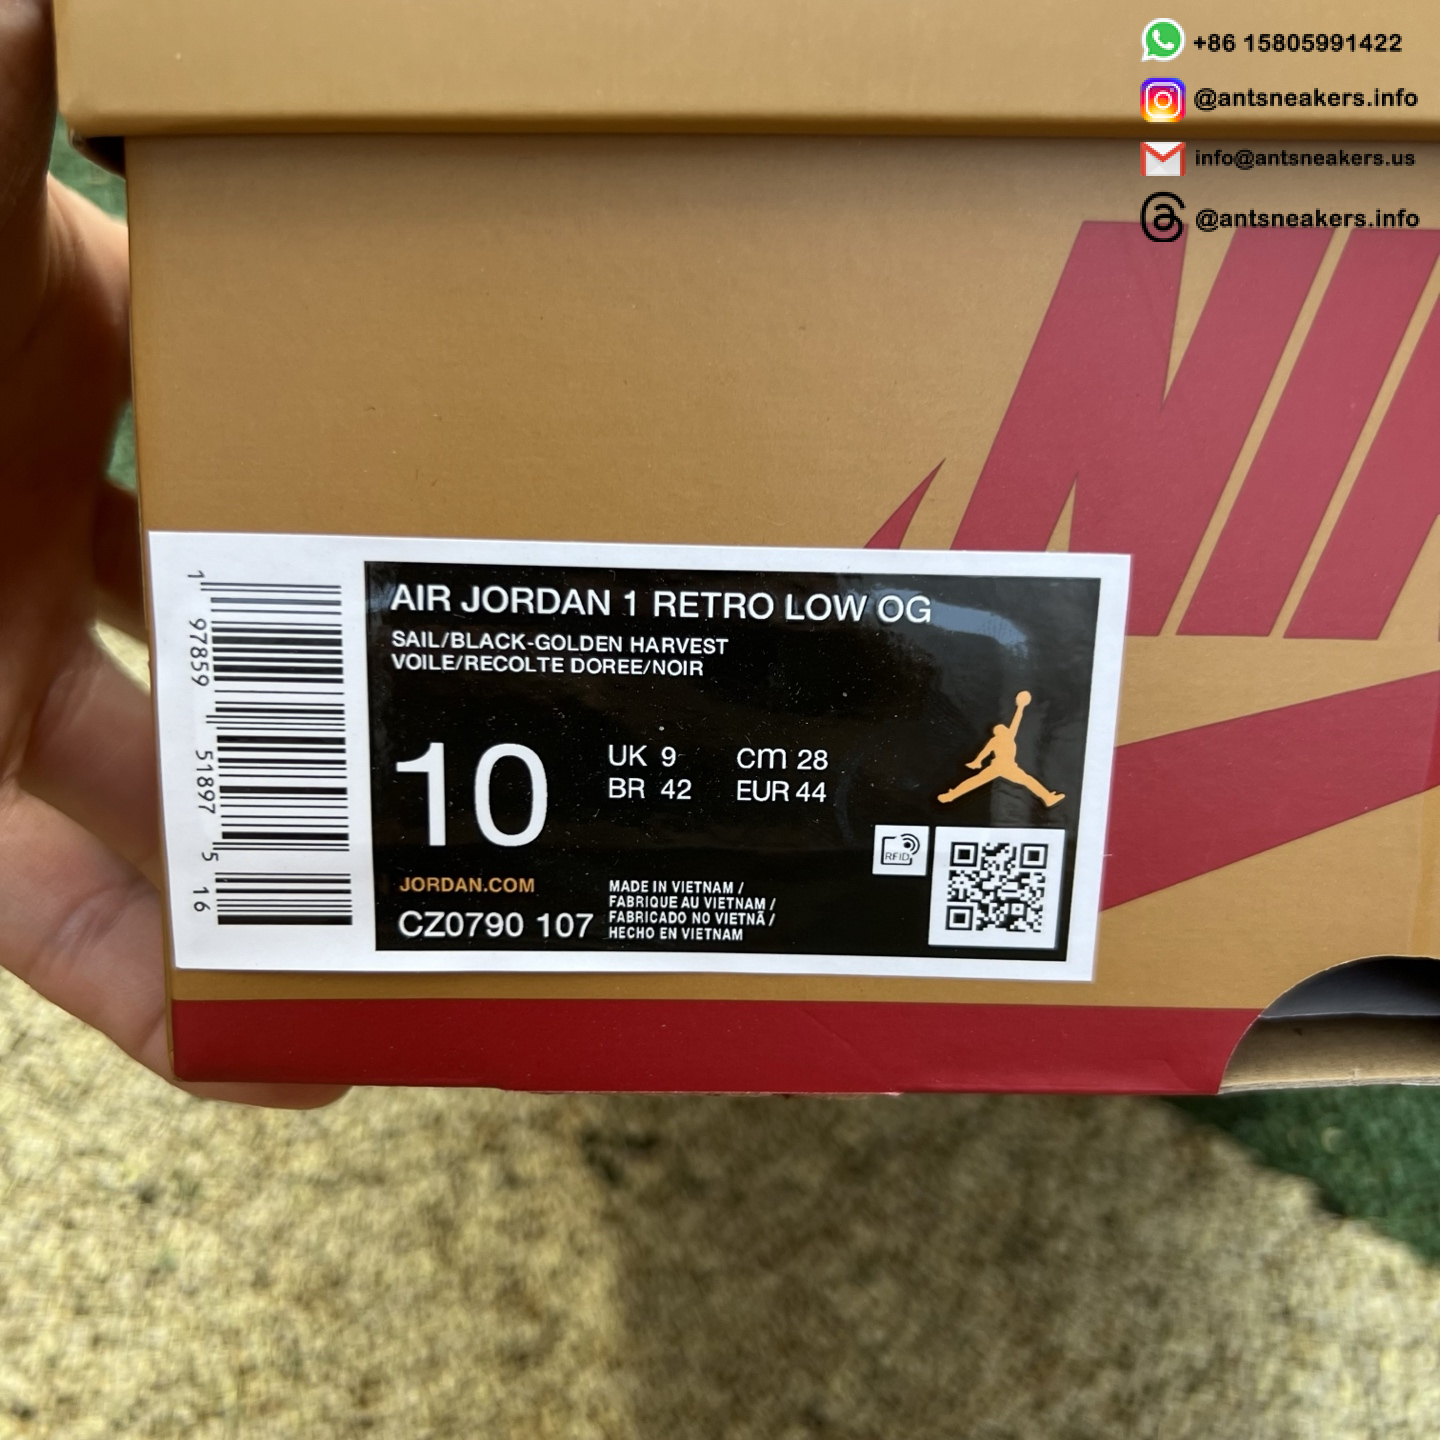 +86 15805991422
@antsneakers.info
info@antsneakers.us
@antsneakers.info
AIR JORDAN 1 RETRO LOW OG
SAIL/BLACK-GOLDEN HARVEST
VOILE/RECOLTE DOREE/NOIR
10
UK 9 cm 28
BR 42 EUR 44
JORDAN.COM
CZ0790 107
MADE IN VIETNAM /
FABRIQUE AU VIETNAM /
FABRICADO NO VIETNÃ /
HECHO EN VIETNAM
RFID
1 97859 51897 5 16